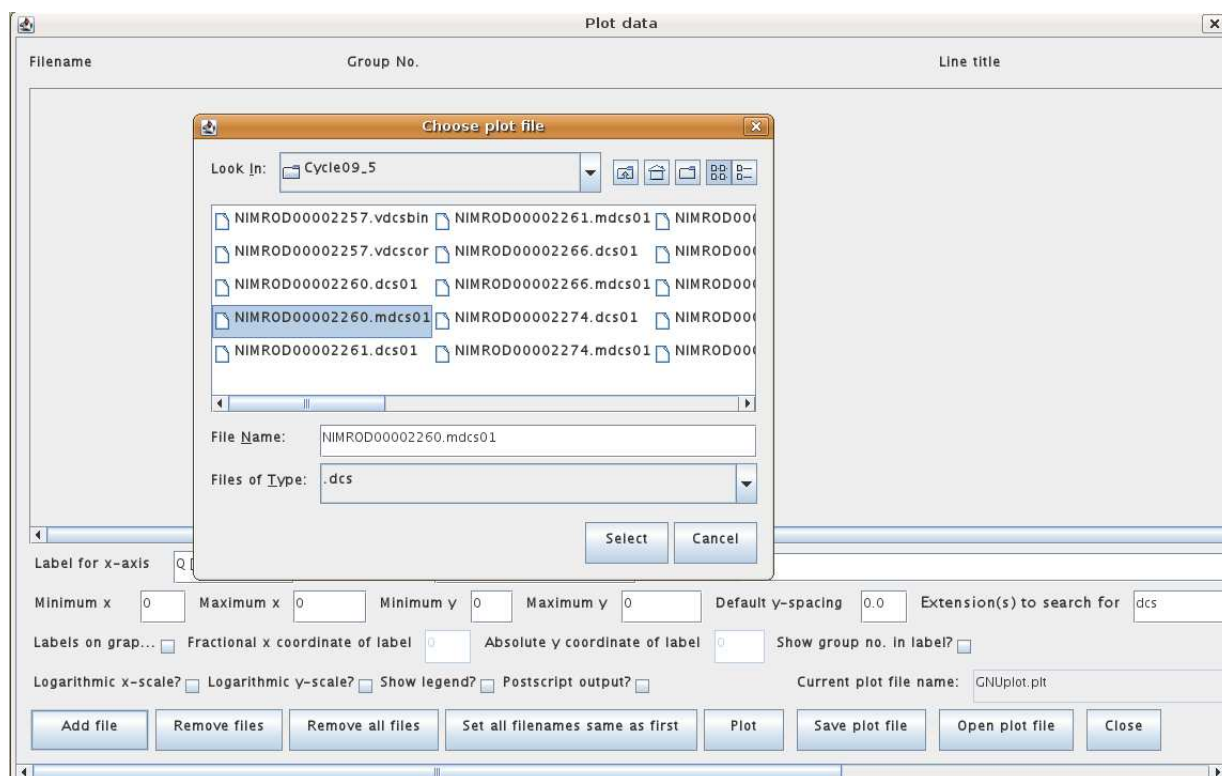 Plot data
Filename Group No. Line title
Choose plot file
Look In: Cycle09_5
NIMROD00002257.vdcsbin NIMROD00002261.mdcs01 NIMROD00
NIMROD00002257.vdcscor NIMROD00002266.dcs01 NIMROD00
NIMROD00002260.dcs01 NIMROD00002266.mdcs01 NIMROD00
NIMROD00002260.mdcs01 NIMROD00002274.dcs01 NIMROD00
NIMROD00002261.dcs01 NIMROD00002274.mdcs01 NIMROD00
File Name: NIMROD00002260.mdcs01
Files of Type: .dcs
Select Cancel
Label for x-axis Q [
Minimum x 0 Maximum x 0 Minimum y 0 Maximum y 0 Default y-spacing 0.0 Extension(s) to search for dcs
Labels on grap... Fractional x coordinate of label 0 Absolute y coordinate of label 0 Show group no. in label?
Logarithmic x-scale? Logarithmic y-scale? Show legend? Postscript output? Current plot file name: GNUplot.plt
Add file Remove files Remove all files Set all filenames same as first Plot Save plot file Open plot file Close